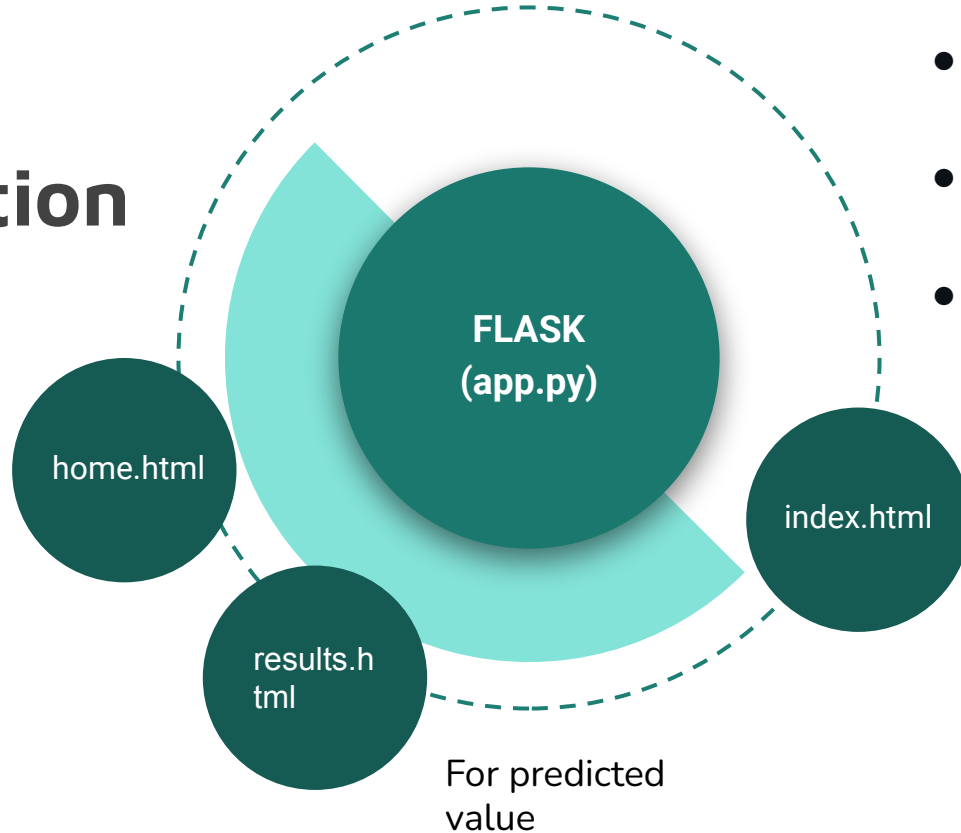 tion
FLASK
(app.py)
home.html
index.html
results.h
tml
For predicted
value